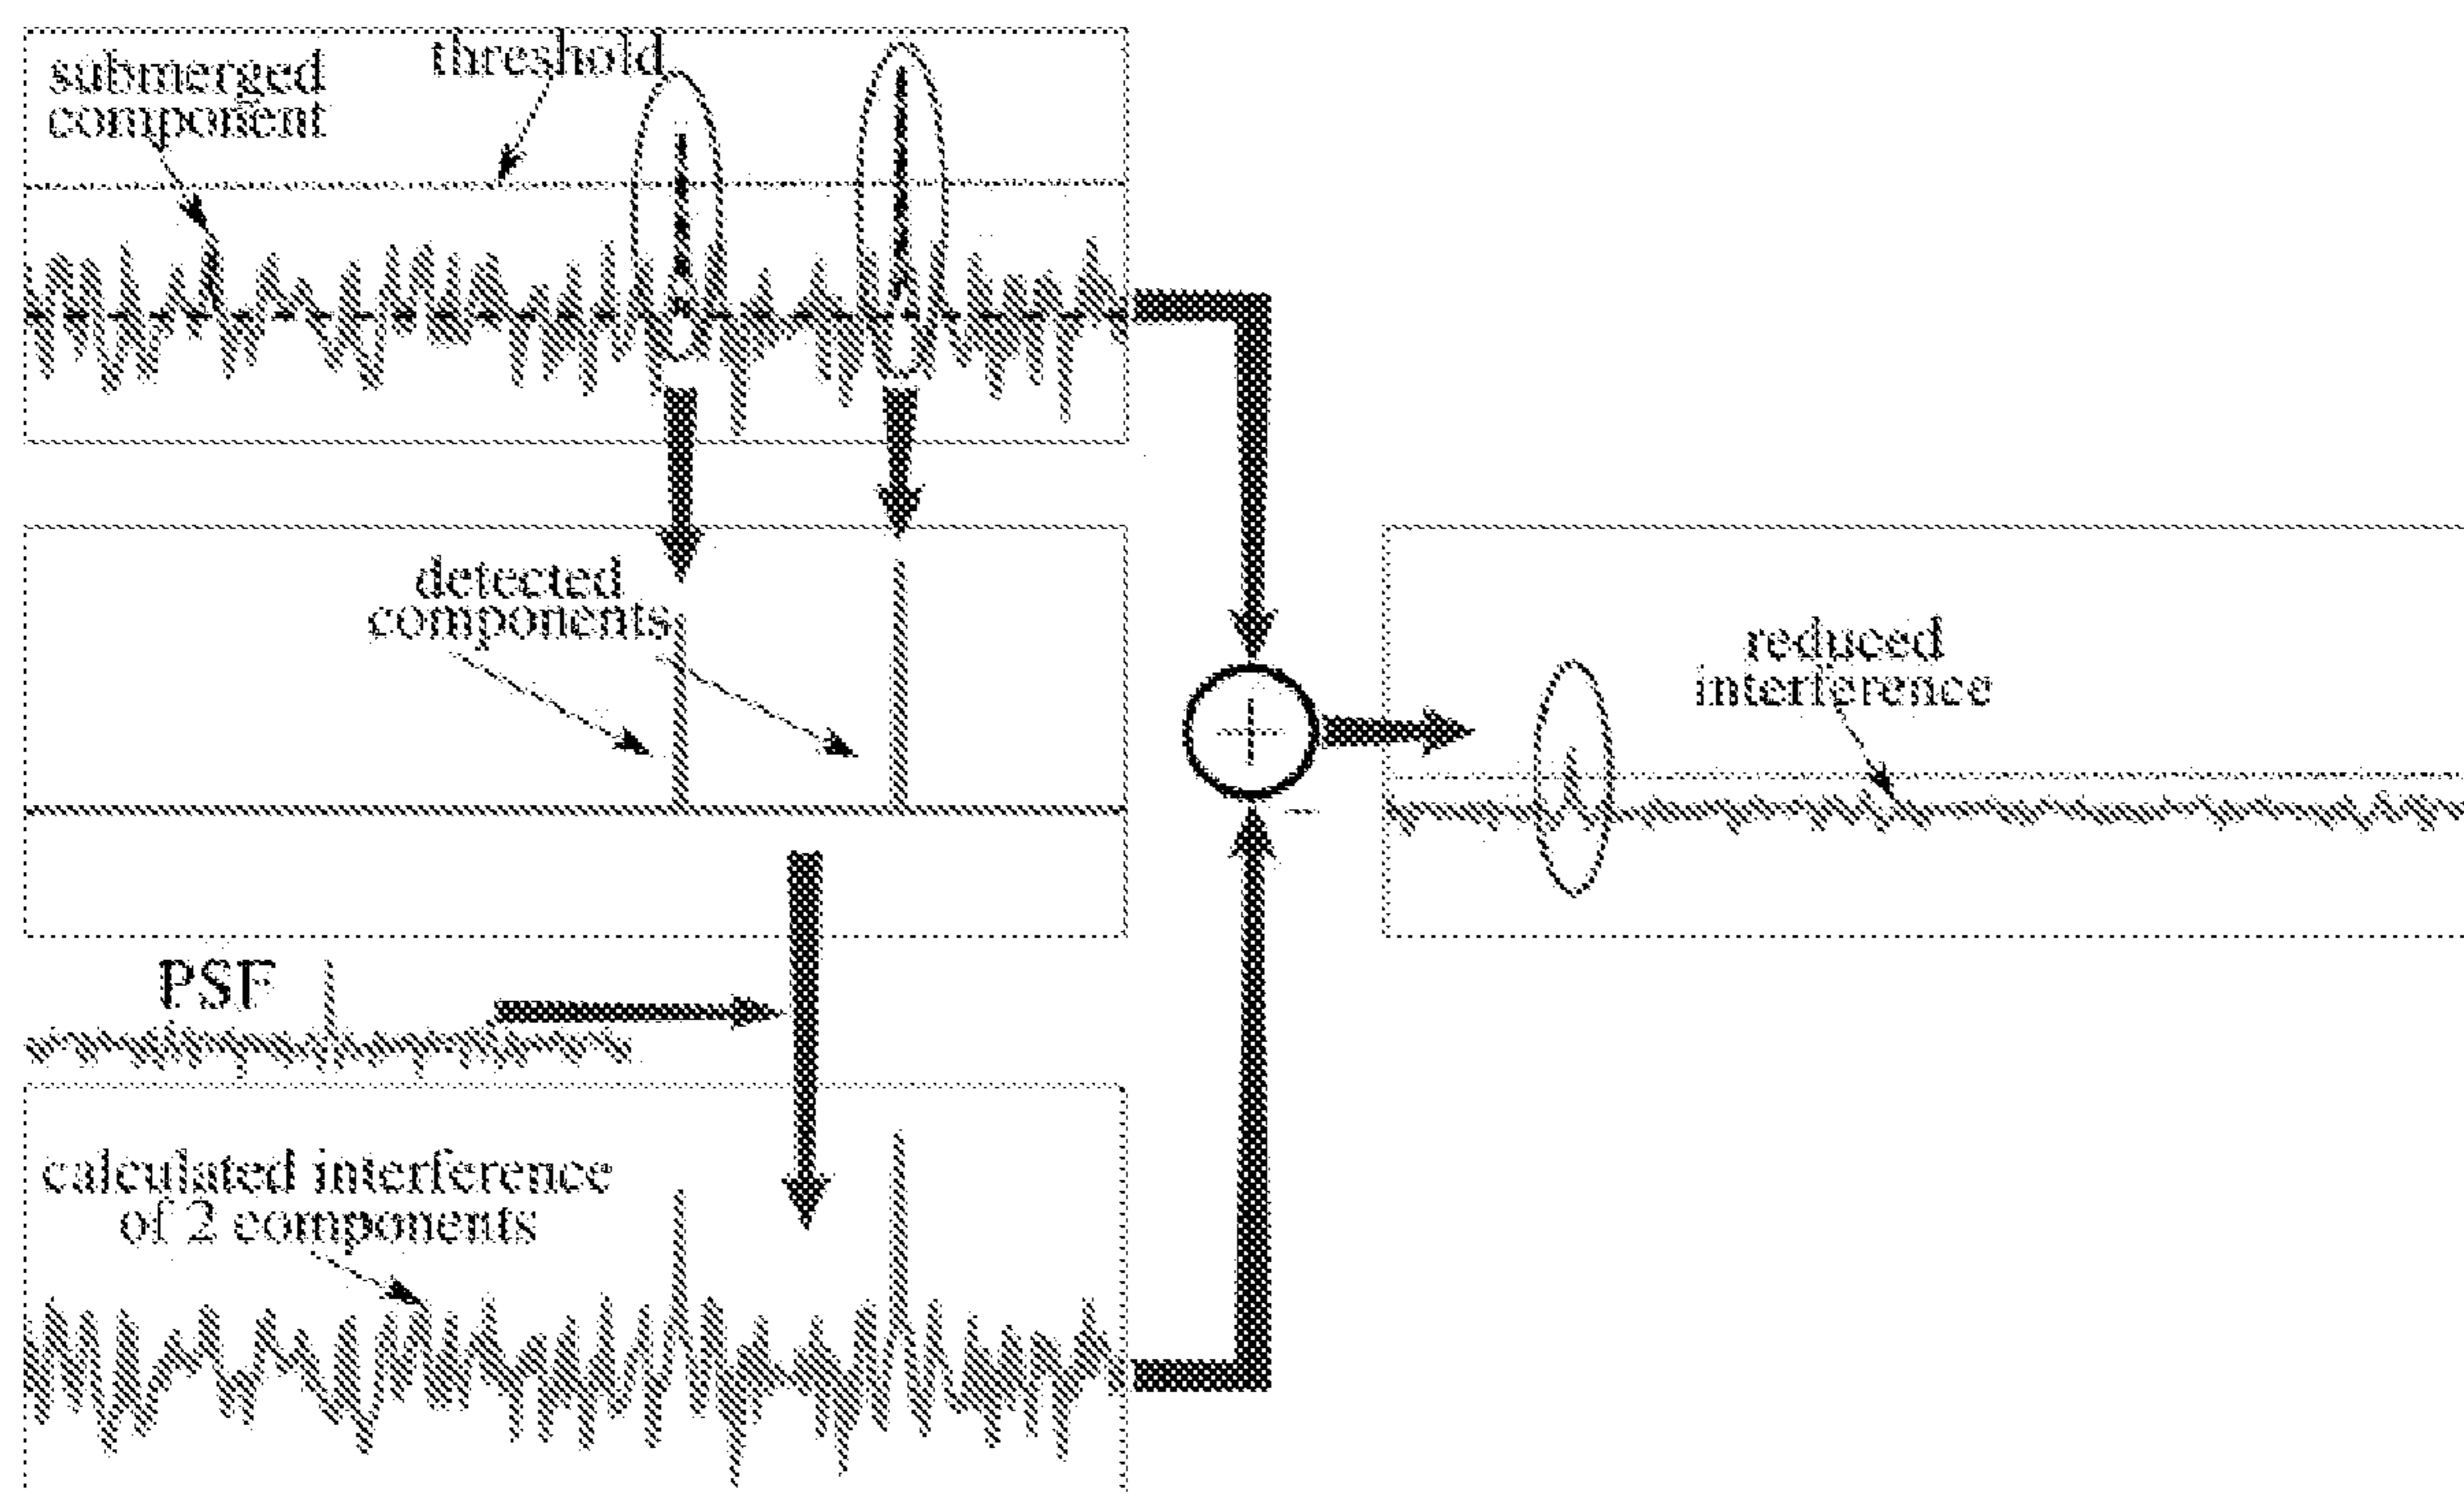 submerged
component
threshold
detected
components
reduced
interference
PSF
calculated interference
of 2 components